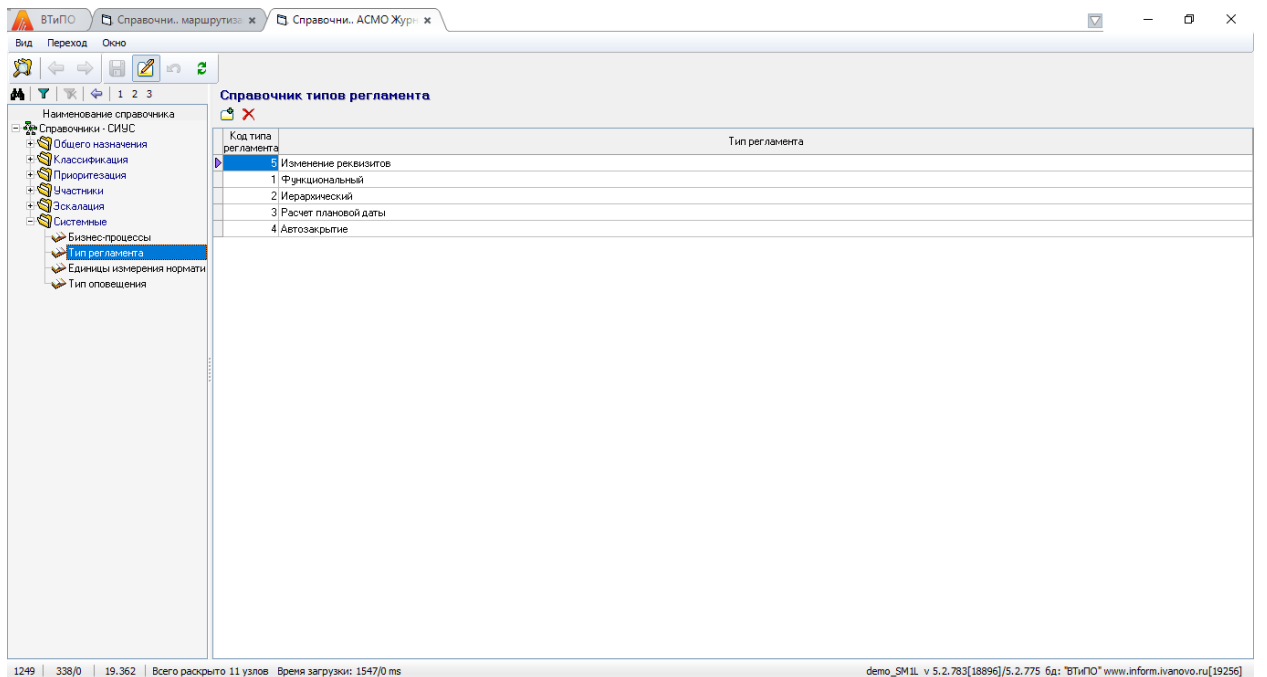 ВТиПО
Справочни.. маршрутиза
Справочни.. АСМО Журн
Вид Переход Окно
1 2 3
Справочник типов регламента
Наименование справочника
Справочники - СИУС
Общего назначения
Классификация
Приоритезация
Участники
Эскалация
Системные
Бизнес-процессы
Тип регламента
Единицы измерения нормати
Тип оповещения
Код типа регламента Тип регламента
5 Изменение реквизитов
1 Функциональный
2 Иерархический
3 Расчет плановой даты
4 Автозакрытие
1249 338/0 19.362 Всего раскрыто 11 узлов Время загрузки: 1547/0 ms demo_SM1L v 5.2.783[18896]/5.2.775 бд: "ВТиПО" www.inform.ivanovo.ru[19256]